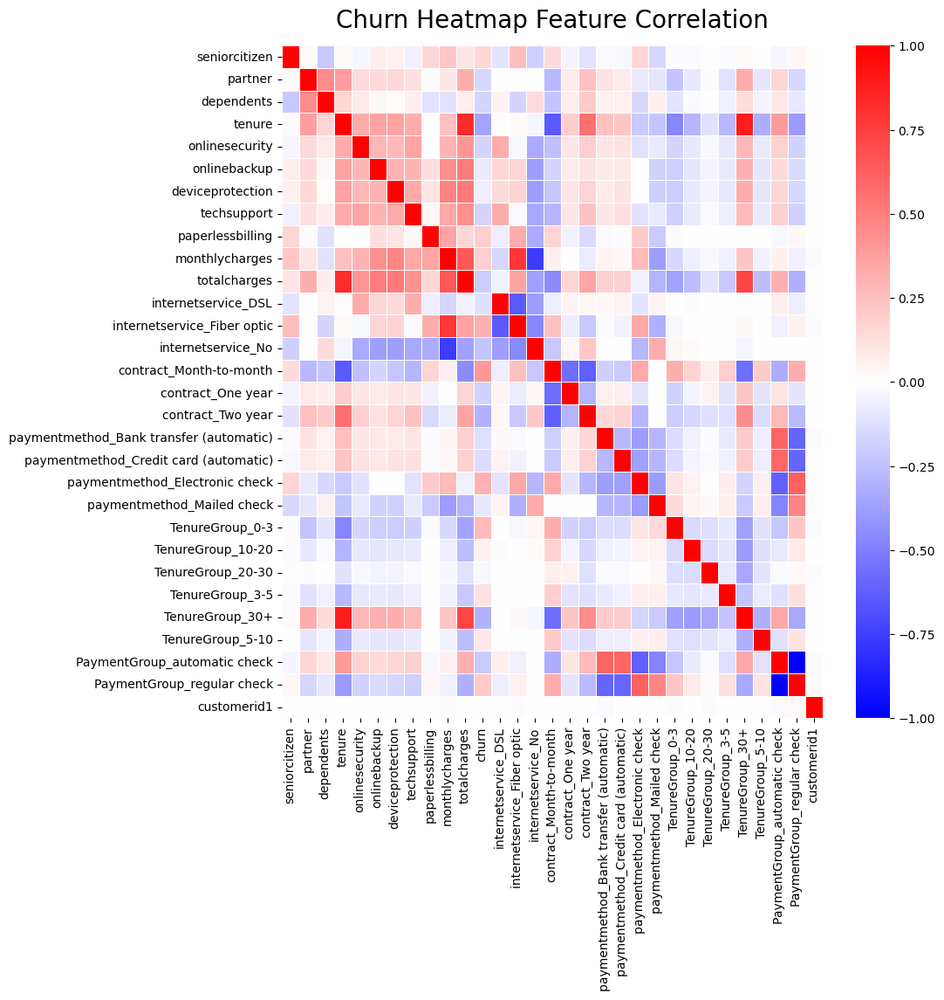 Churn Heatmap Feature Correlation
seniorcitizen
partner
dependents
tenure
onlinesecurity
onlinebackup
deviceprotection
techsupport
paperlessbilling
monthlycharges
totalcharges
internetservice_DSL
internetservice_Fiber optic
internetservice_No
contract_Month-to-month
contract_One year
contract_Two year
paymentmethod_Bank transfer (automatic)
paymentmethod_Credit card (automatic)
paymentmethod_Electronic check
paymentmethod_Mailed check
TenureGroup_0-3
TenureGroup_10-20
TenureGroup_20-30
TenureGroup_3-5
TenureGroup_30+
TenureGroup_5-10
PaymentGroup_automatic check
PaymentGroup_regular check
customerid1
seniorcitizen
partner
dependents
tenure
onlinesecurity
onlinebackup
deviceprotection
techsupport
paperlessbilling
monthlycharges
totalcharges
churn
internetservice_DSL
internetservice_Fiber optic
internetservice_No
contract_Month-to-month
contract_One year
contract_Two year
paymentmethod_Bank transfer (automatic)
paymentmethod_Credit card (automatic)
paymentmethod_Electronic check
paymentmethod_Mailed check
TenureGroup_0-3
TenureGroup_10-20
TenureGroup_20-30
TenureGroup_3-5
TenureGroup_30+
TenureGroup_5-10
PaymentGroup_automatic check
PaymentGroup_regular check
customerid1
1.00
0.75
0.50
0.25
0.00
−0.25
−0.50
−0.75
−1.00